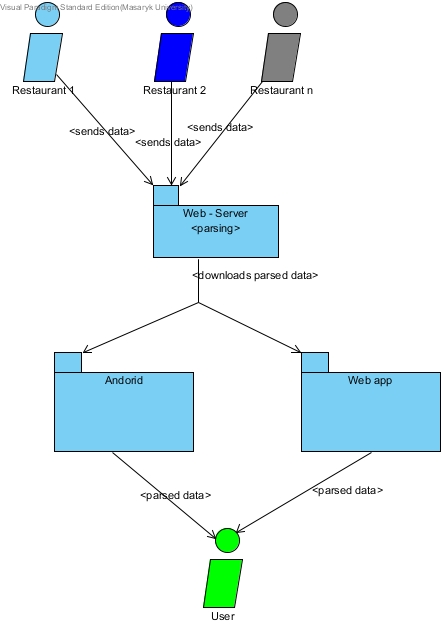 Visual Paradigm Standard Edition(Masaryk University)
Restaurant 1
Restaurant 2
Restaurant n
<sends data>
<sends data>
<sends data>
Web - Server
<parsing>
<downloads parsed data>
Andorid
Web app
<parsed data>
<parsed data>
User